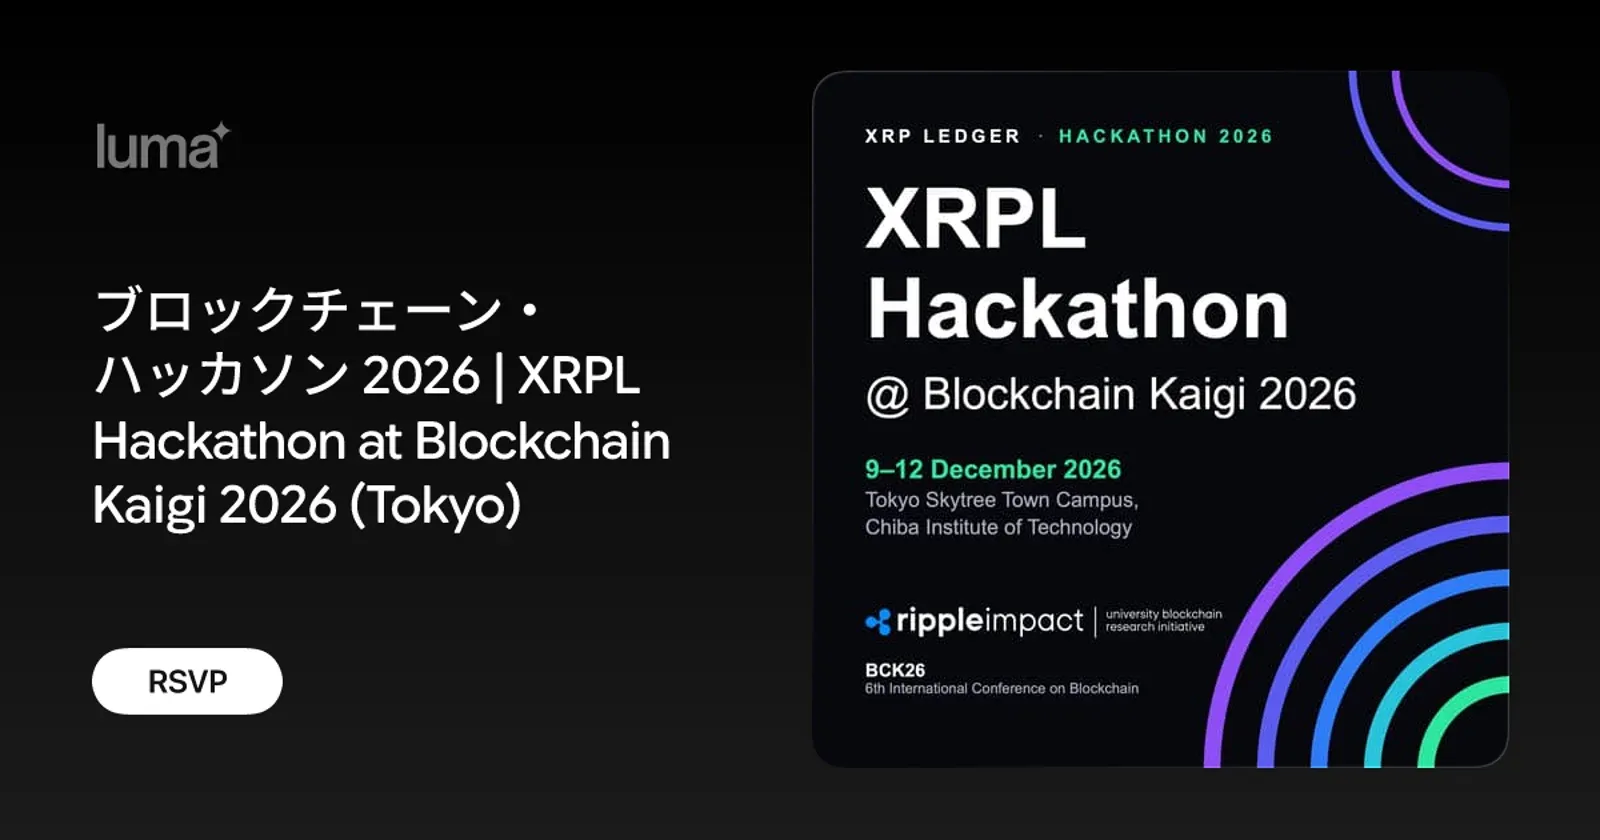 luma
ブロックチェーン・
ハッカソン 2026 | XRPL
Hackathon at Blockchain
Kaigi 2026 (Tokyo)
RSVP
XRP LEDGER · HACKATHON 2026
XRPL
Hackathon
@ Blockchain Kaigi 2026
9–12 December 2026
Tokyo Skytree Town Campus,
Chiba Institute of Technology
rippleimpact | university blockchain
research initiative
BCK26
6th International Conference on Blockchain